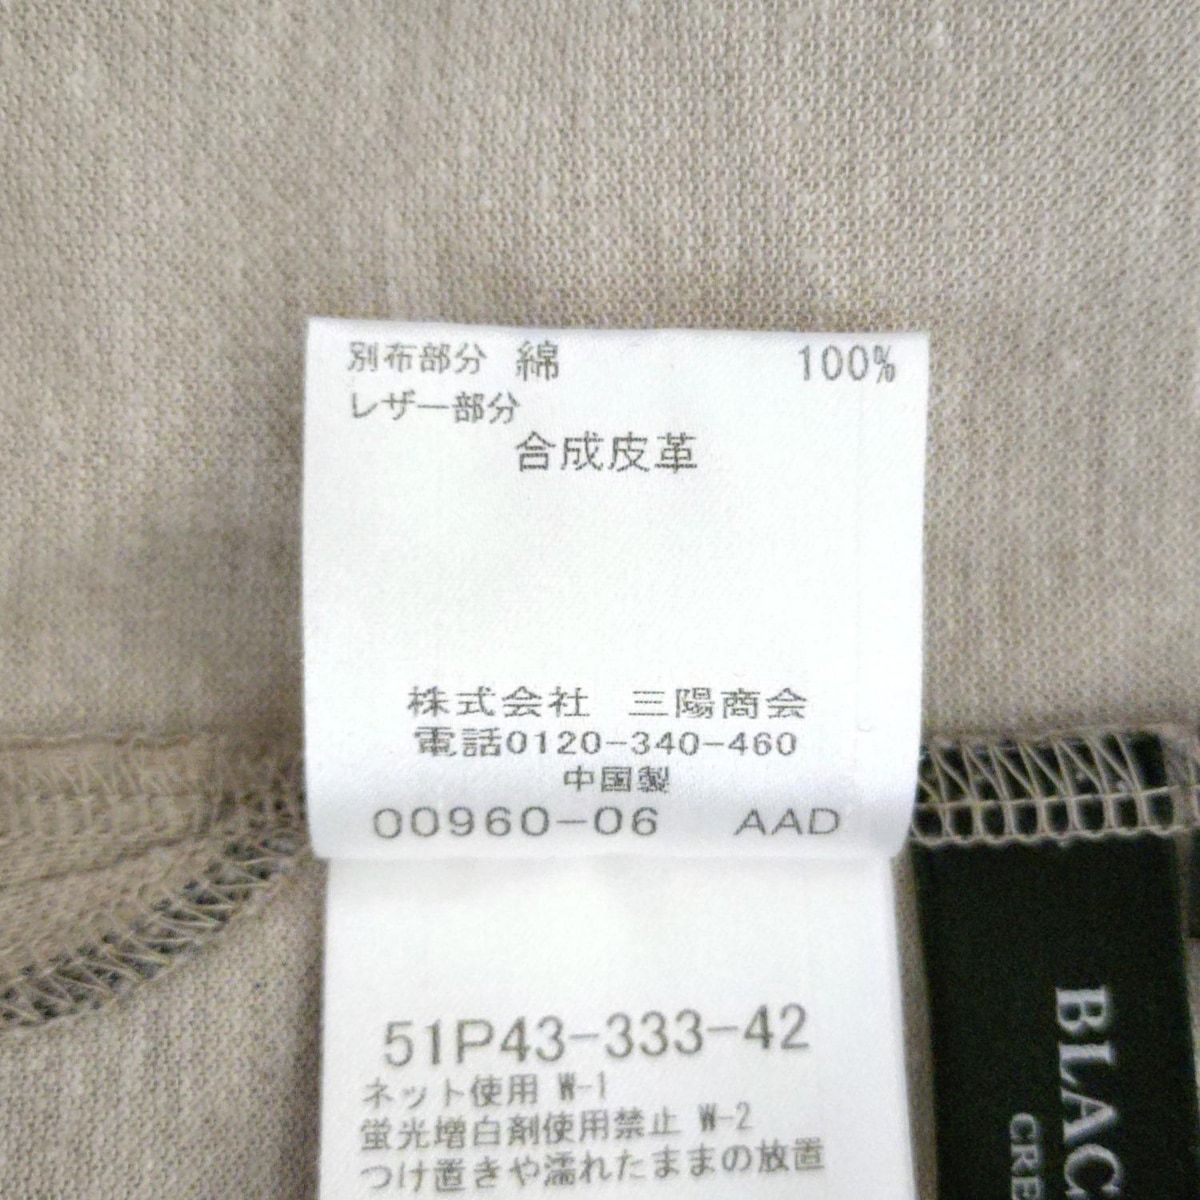 別布部分 綿 100%
レザー部分
合成皮革
株式会社 三陽商会
電話0120-340-460
中国製
00960-06 AAD
51P43-333-42
ネット使用 W-1
蛍光増白剤使用禁止 W-2
つけ置きや濡れたままの放置
BLAC
CRE